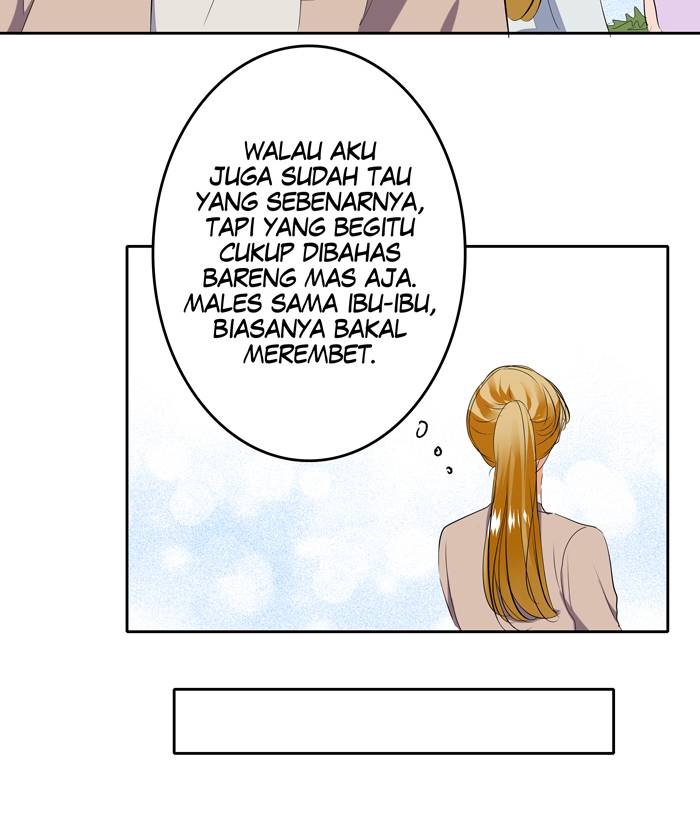 WALAU AKU
JUGA SUDAH TAU
YANG SEBENARNYA,
TAPI YANG BEGITU
CUKUP DIBAHAS
BARENG MAS AJA.
MALES SAMA IBU-IBU,
BIASANYA BAKAL
MEREMBET.